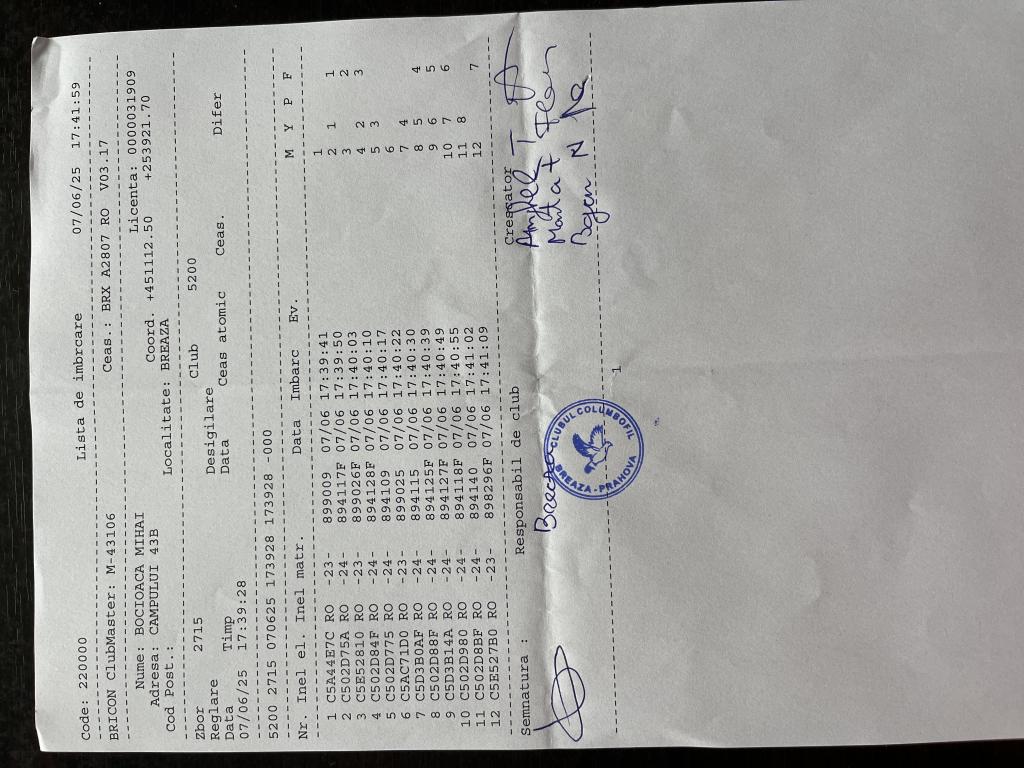 Code: 220000 Lista de imbrcare 07/06/25 17:41:59
BRICON ClubMaster: M-43106 Ceas.: BRX A2807 RO V03.17
Nume: BOCIOACA MIHAI Licenta: 0000031909
Adresa: CAMPULUI 43B Coord. +451112.50 +253921.70
Cod Post.: Localitate: BREAZA
Zbor 2715 Club 5200
Reglare Desigilare
Data Timp Data Ceas atomic Ceas. Difer
07/06/25 17:39:28
5200 2715 070625 173928 173928 -000
Nr. Inel el. Inel matr. Data Imbarc Ev. M Y P F
1 C5A44E7C RO -23- 899009 07/06 17:39:41 1
2 C502D75A RO -24- 894117F 07/06 17:39:50 2 1 1
3 C5E52810 RO -23- 899026F 07/06 17:40:03 3 2
4 C502D84F RO -24- 894128F 07/06 17:40:10 4 2 3
5 C502D775 RO -24- 894109 07/06 17:40:17 5 3
6 C5AC71D0 RO -23- 899025 07/06 17:40:22 6
7 C5D3B0AF RO -24- 894115 07/06 17:40:30 7 4
8 C502D88F RO -24- 894125F 07/06 17:40:39 8 5 4
9 C5D3B14A RO -24- 894127F 07/06 17:40:49 9 6 5
10 C502D980 RO -24- 894118F 07/06 17:40:55 10 7 6
11 C502D8BF RO -24- 894140 07/06 17:41:02 11 8
12 C5E527B0 RO -23- 898296F 07/06 17:41:09 12 7
Semnatura : Responsabil de club Crescator
CLUBUL COLUMBOFIL
BREAZA-PRAHOVA
1